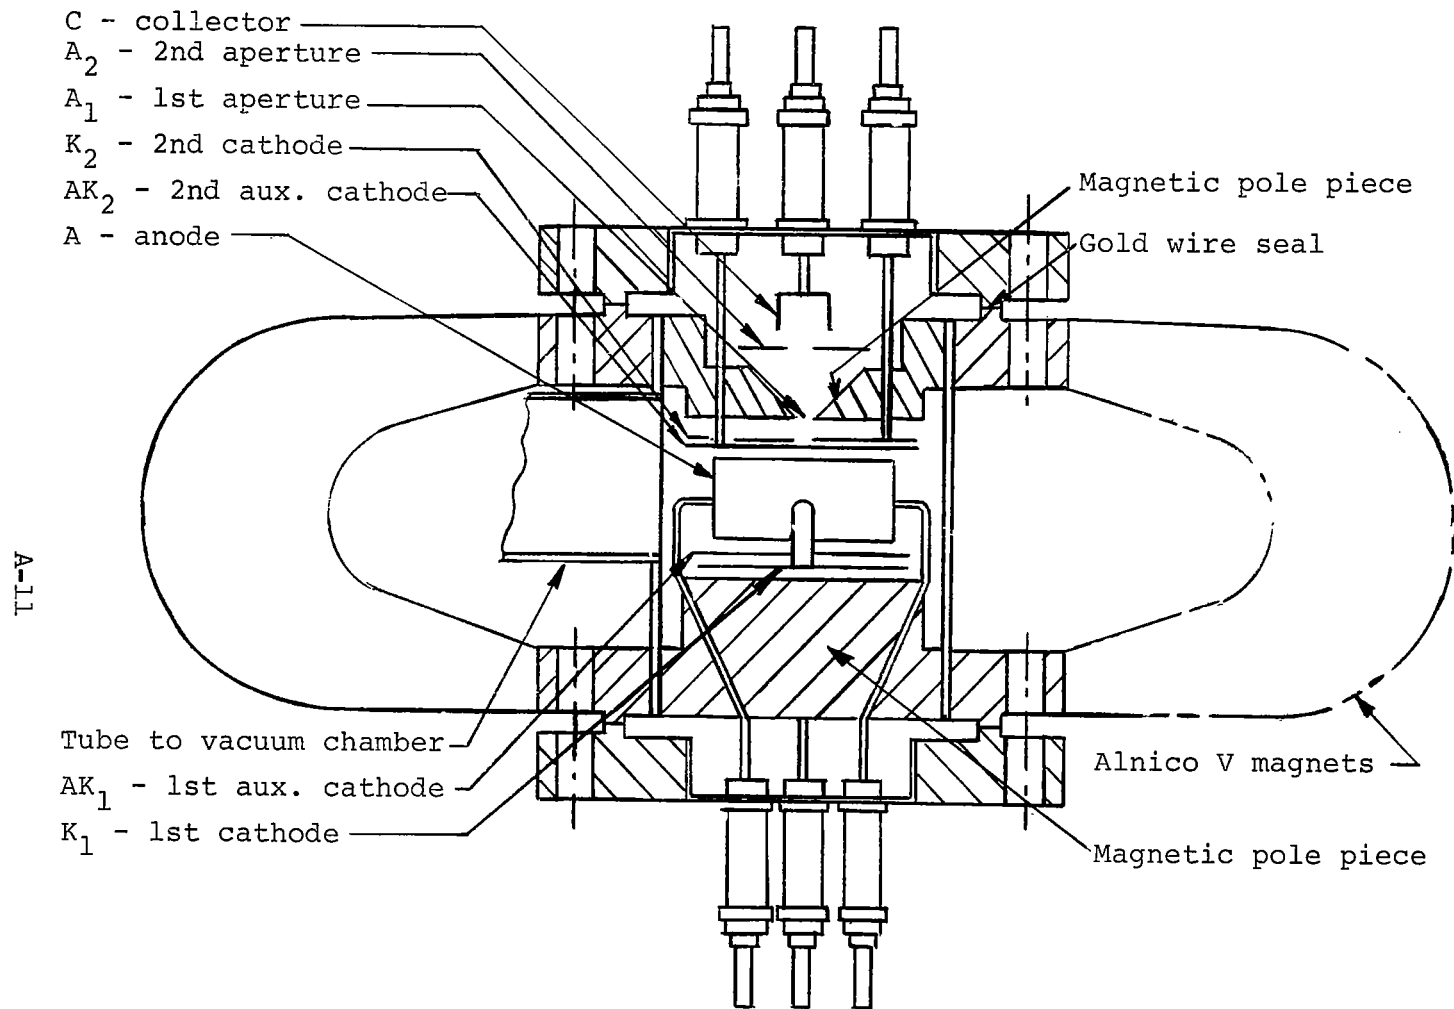 C - collector
A2 - 2nd aperture
A1 - 1st aperture
K2 - 2nd cathode
AK2 - 2nd aux. cathode
A - anode
Magnetic pole piece
Gold wire seal
A-11
Tube to vacuum chamber
AK1 - 1st aux. cathode
K1 - 1st cathode
Alnico V magnets
Magnetic pole piece